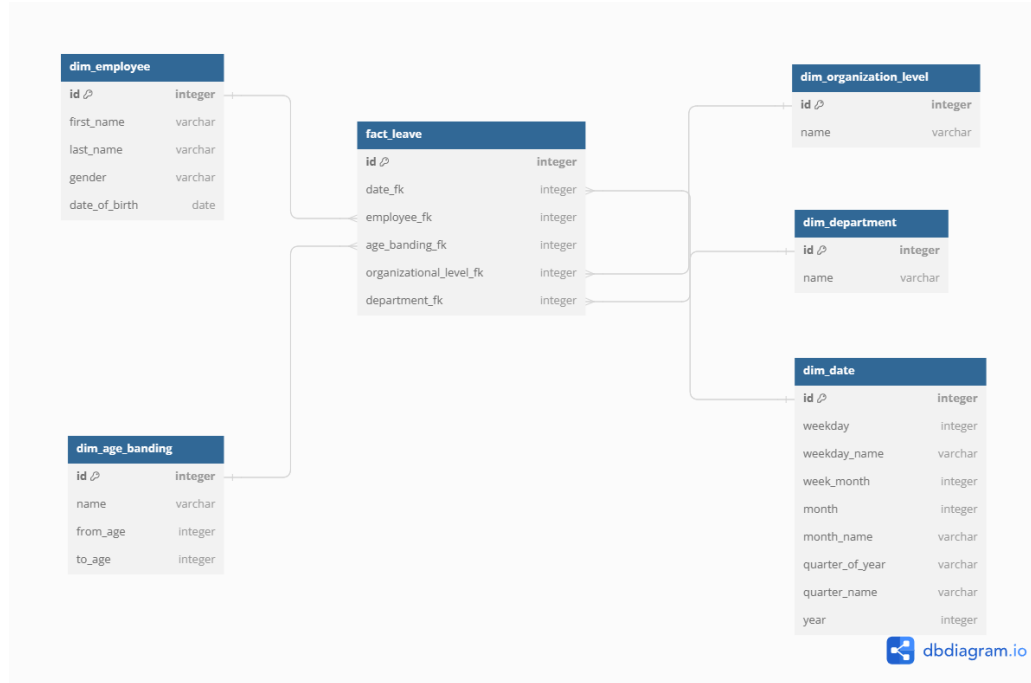 dim_employee
id integer
first_name varchar
last_name varchar
gender varchar
date_of_birth date
fact_leave
id integer
date_fk integer
employee_fk integer
age_banding_fk integer
organizational_level_fk integer
department_fk integer
dim_age_banding
id integer
name varchar
from_age integer
to_age integer
dim_organization_level
id integer
name varchar
dim_department
id integer
name varchar
dim_date
id integer
weekday integer
weekday_name varchar
week_month integer
month integer
month_name varchar
quarter_of_year varchar
quarter_name varchar
year integer
dbdiagram.io